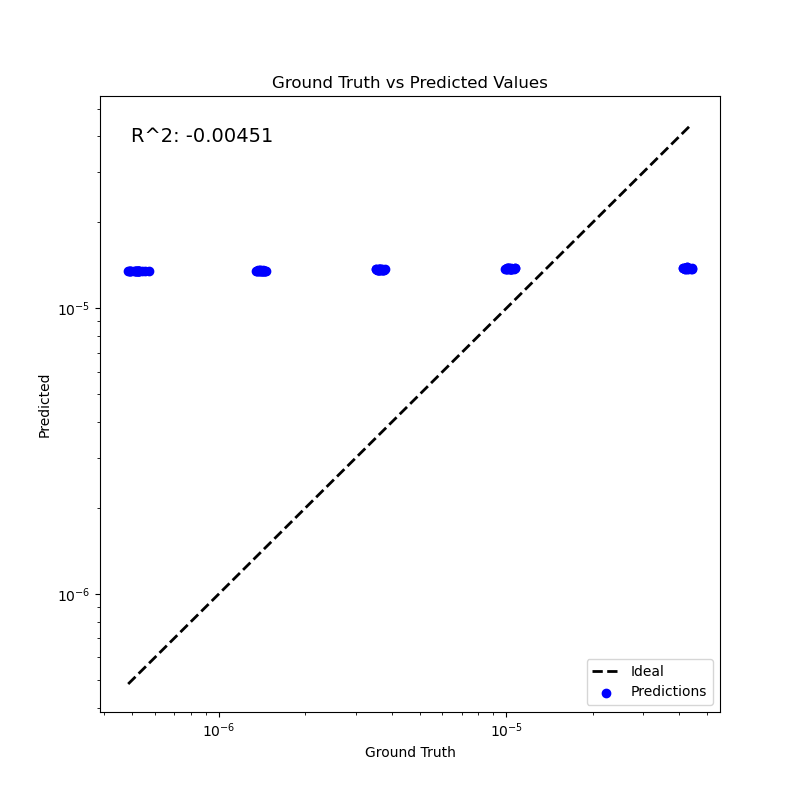 Ground Truth vs Predicted Values
R^2: -0.00451
Predicted
10⁻⁵
10⁻⁶
10⁻⁶
10⁻⁵
Ground Truth
Ideal
Predictions